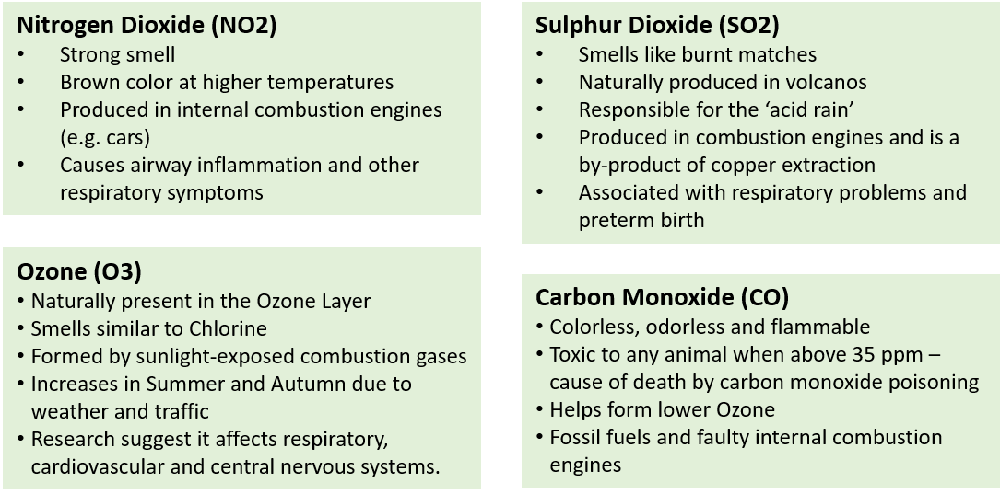 Nitrogen Dioxide (NO2)
• Strong smell
• Brown color at higher temperatures
• Produced in internal combustion engines
(e.g. cars)
• Causes airway inflammation and other
respiratory symptoms
Sulphur Dioxide (SO2)
• Smells like burnt matches
• Naturally produced in volcanos
• Responsible for the ‘acid rain’
• Produced in combustion engines and is a
by-product of copper extraction
• Associated with respiratory problems and
preterm birth
Ozone (O3)
• Naturally present in the Ozone Layer
• Smells similar to Chlorine
• Formed by sunlight-exposed combustion gases
• Increases in Summer and Autumn due to
weather and traffic
• Research suggest it affects respiratory,
cardiovascular and central nervous systems.
Carbon Monoxide (CO)
• Colorless, odorless and flammable
• Toxic to any animal when above 35 ppm –
cause of death by carbon monoxide poisoning
• Helps form lower Ozone
• Fossil fuels and faulty internal combustion
engines